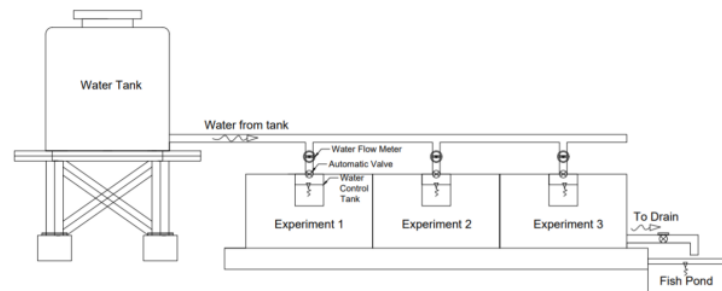 Water Tank
Water from tank
Water Flow Meter
Automatic Valve
Water
Control
Tank
Experiment 1
Experiment 2
Experiment 3
To Drain
Fish Pond